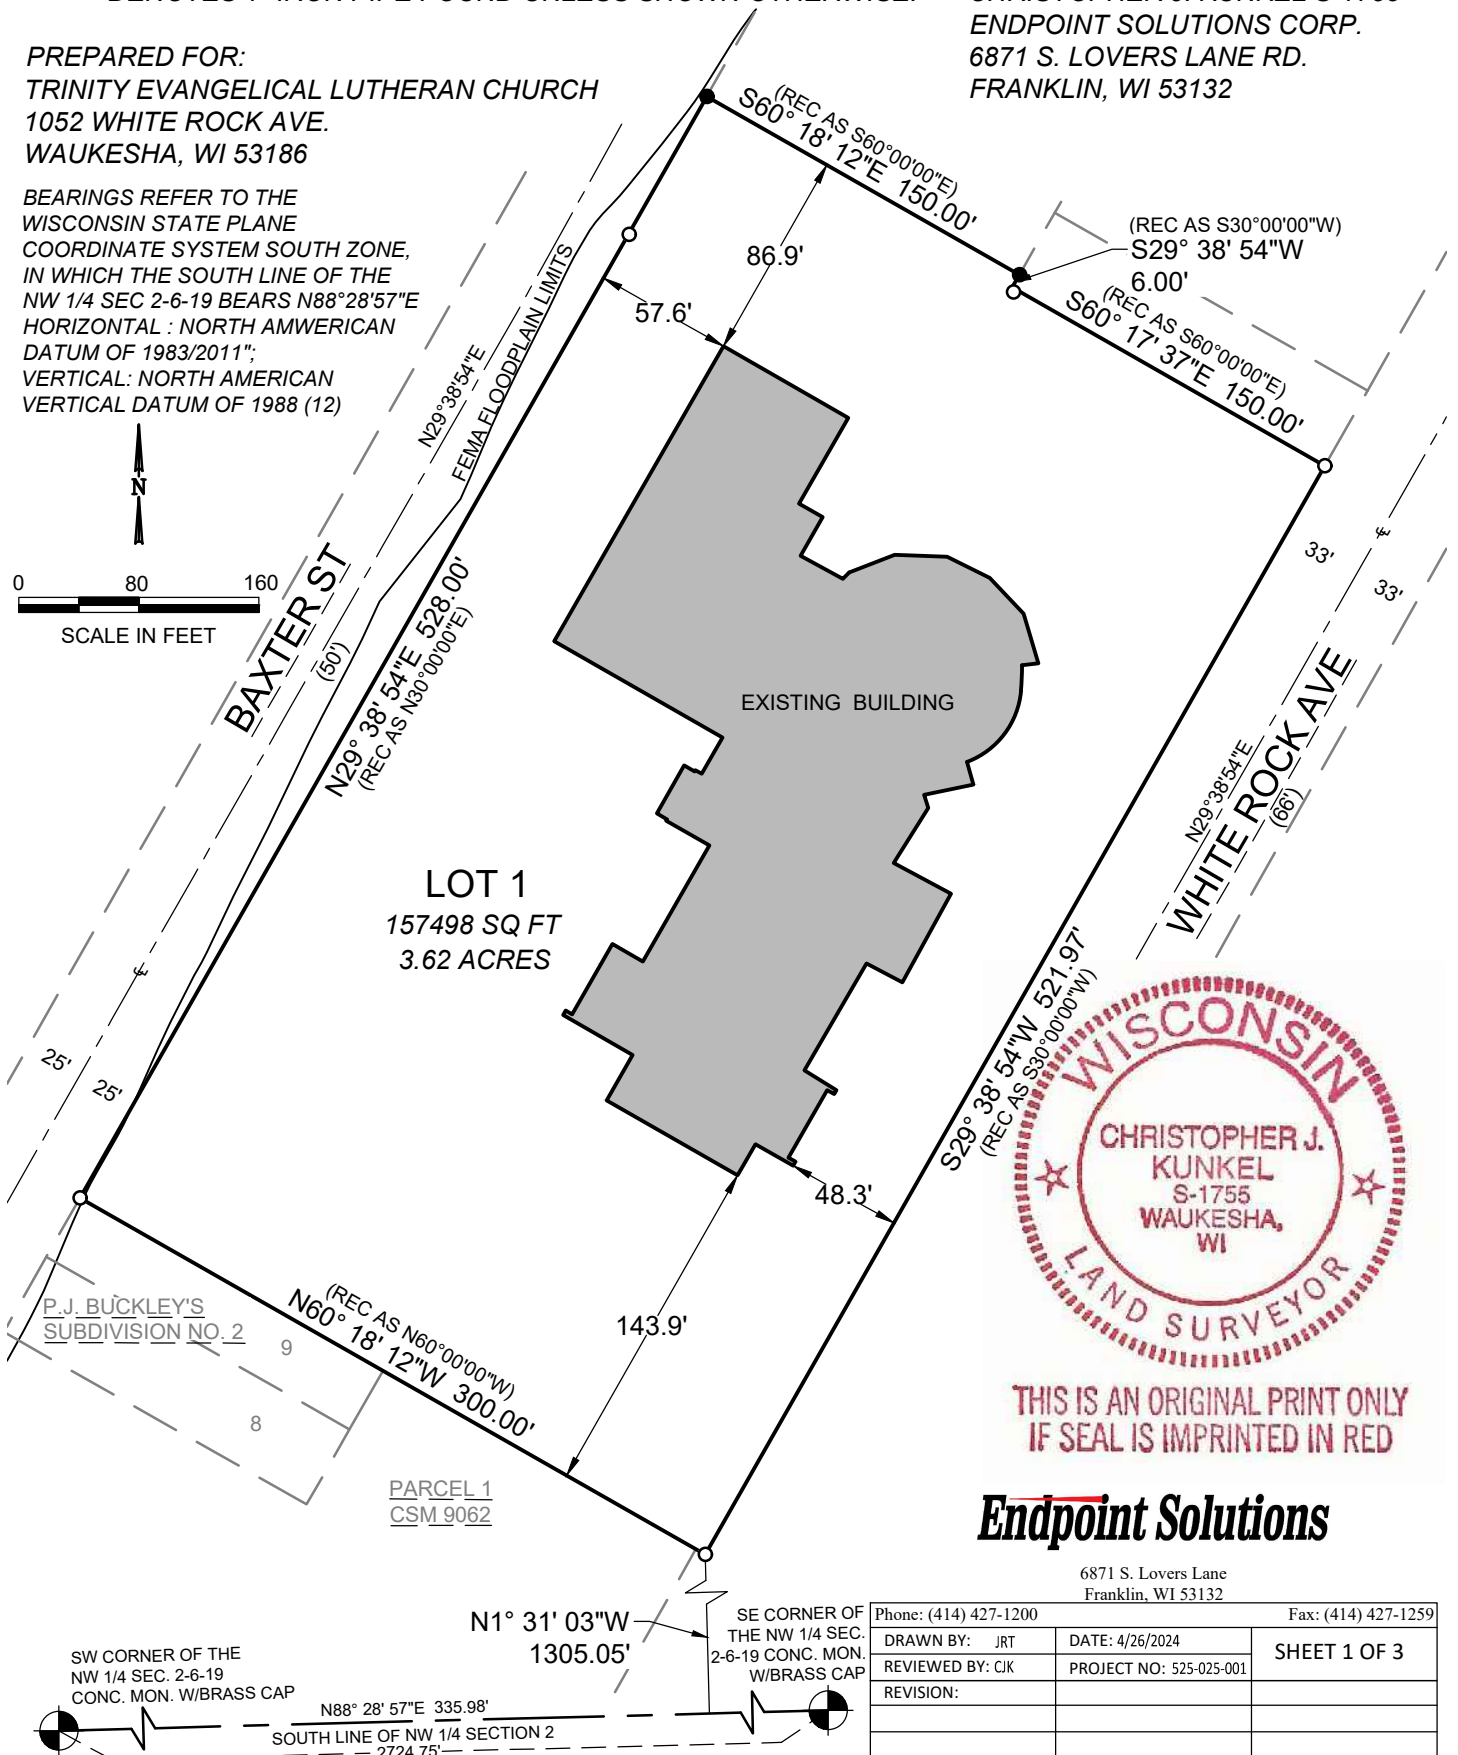 PREPARED FOR:
TRINITY EVANGELICAL LUTHERAN CHURCH
1052 WHITE ROCK AVE.
WAUKESHA, WI 53186
ENDPOINT SOLUTIONS CORP.
6871 S. LOVERS LANE RD.
FRANKLIN, WI 53132
BEARINGS REFER TO THE
WISCONSIN STATE PLANE
COORDINATE SYSTEM SOUTH ZONE,
IN WHICH THE SOUTH LINE OF THE
NW 1/4 SEC 2-6-19 BEARS N88°28'57"E
HORIZONTAL : NORTH AMWERICAN
DATUM OF 1983/2011";
VERTICAL: NORTH AMERICAN
VERTICAL DATUM OF 1988 (12)
N
0 80 160
SCALE IN FEET
(REC AS S60°00'00"E)
S60° 18' 12"E 150.00'
(REC AS S30°00'00"W)
S29° 38' 54"W
6.00'
(REC AS S60°00'00"E)
S60° 17' 37"E 150.00'
86.9'
57.6'
FEMA FLOODPLAIN LIMITS
N29°38'54"E
BAXTER ST
(50')
N29° 38' 54"E 528.00'
(REC AS N30°00'00"E)
33'
33'
EXISTING BUILDING
N29°38'54"E
WHITE ROCK AVE
(66')
LOT 1
157498 SQ FT
3.62 ACRES
25'
25'
S29° 38' 54"W 521.97'
(REC AS S30°00'00"W)
48.3'
143.9'
WISCONSIN
CHRISTOPHER J.
KUNKEL
S-1755
WAUKESHA,
WI
LAND SURVEYOR
THIS IS AN ORIGINAL PRINT ONLY
IF SEAL IS IMPRINTED IN RED
P.J. BUCKLEY'S
SUBDIVISION NO. 2
9
8
(REC AS N60°00'00"W)
N60° 18' 12"W 300.00'
PARCEL 1
CSM 9062
Endpoint Solutions
6871 S. Lovers Lane
Franklin, WI 53132
Phone: (414) 427-1200 Fax: (414) 427-1259
DRAWN BY: JRT DATE: 4/26/2024 SHEET 1 OF 3
REVIEWED BY: CJK PROJECT NO: 525-025-001
REVISION:
N1° 31' 03"W
1305.05'
SE CORNER OF
THE NW 1/4 SEC.
2-6-19 CONC. MON.
W/BRASS CAP
SW CORNER OF THE
NW 1/4 SEC. 2-6-19
CONC. MON. W/BRASS CAP
N88° 28' 57"E 335.98'
SOUTH LINE OF NW 1/4 SECTION 2
2724.75'